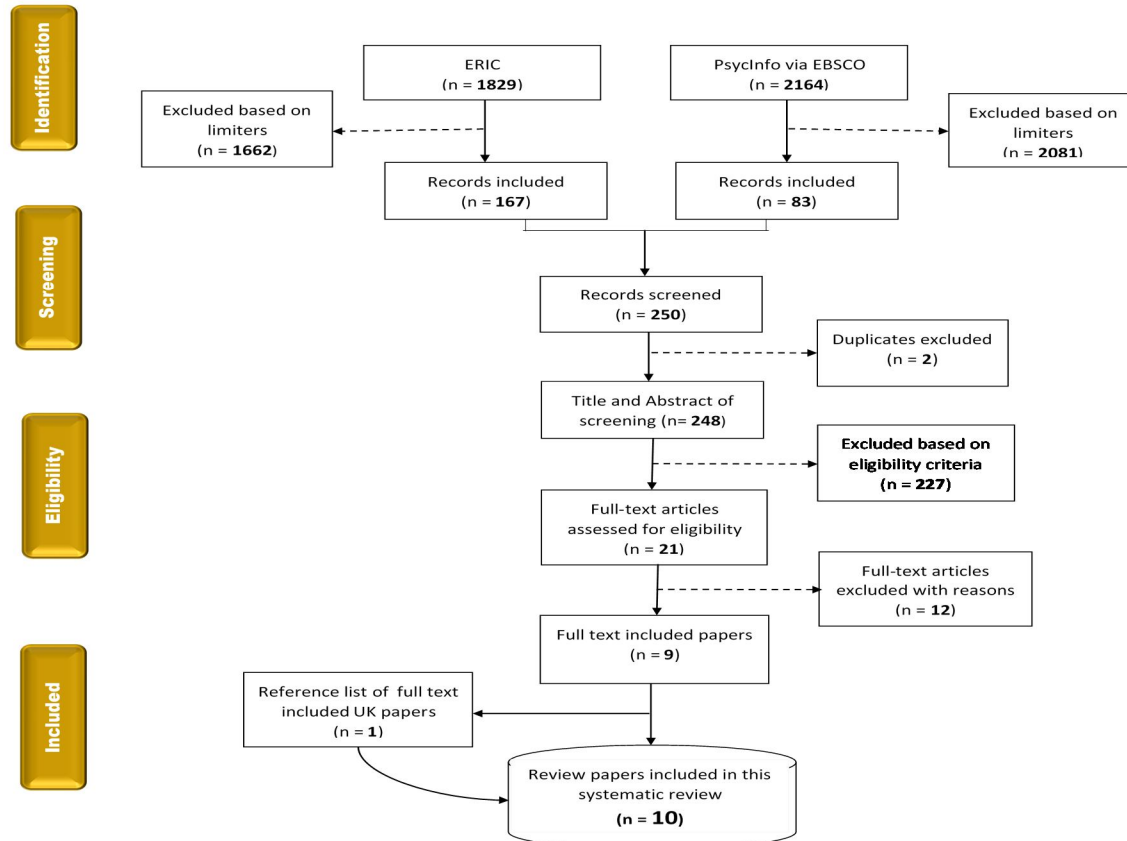 Identification
ERIC
(n = 1829)
PsycInfo via EBSCO
(n = 2164)
Excluded based on
limiters
(n = 1662)
Excluded based on
limiters
(n = 2081)
Records included
(n = 167)
Records included
(n = 83)
Screening
Records screened
(n = 250)
Duplicates excluded
(n = 2)
Title and Abstract of
screening (n= 248)
Eligibility
Excluded based on
eligibility criteria
(n = 227)
Full-text articles
assessed for eligibility
(n = 21)
Full-text articles
excluded with reasons
(n = 12)
Included
Full text included papers
(n = 9)
Reference list of full text
included UK papers
(n = 1)
Review papers included in this
systematic review
(n = 10)